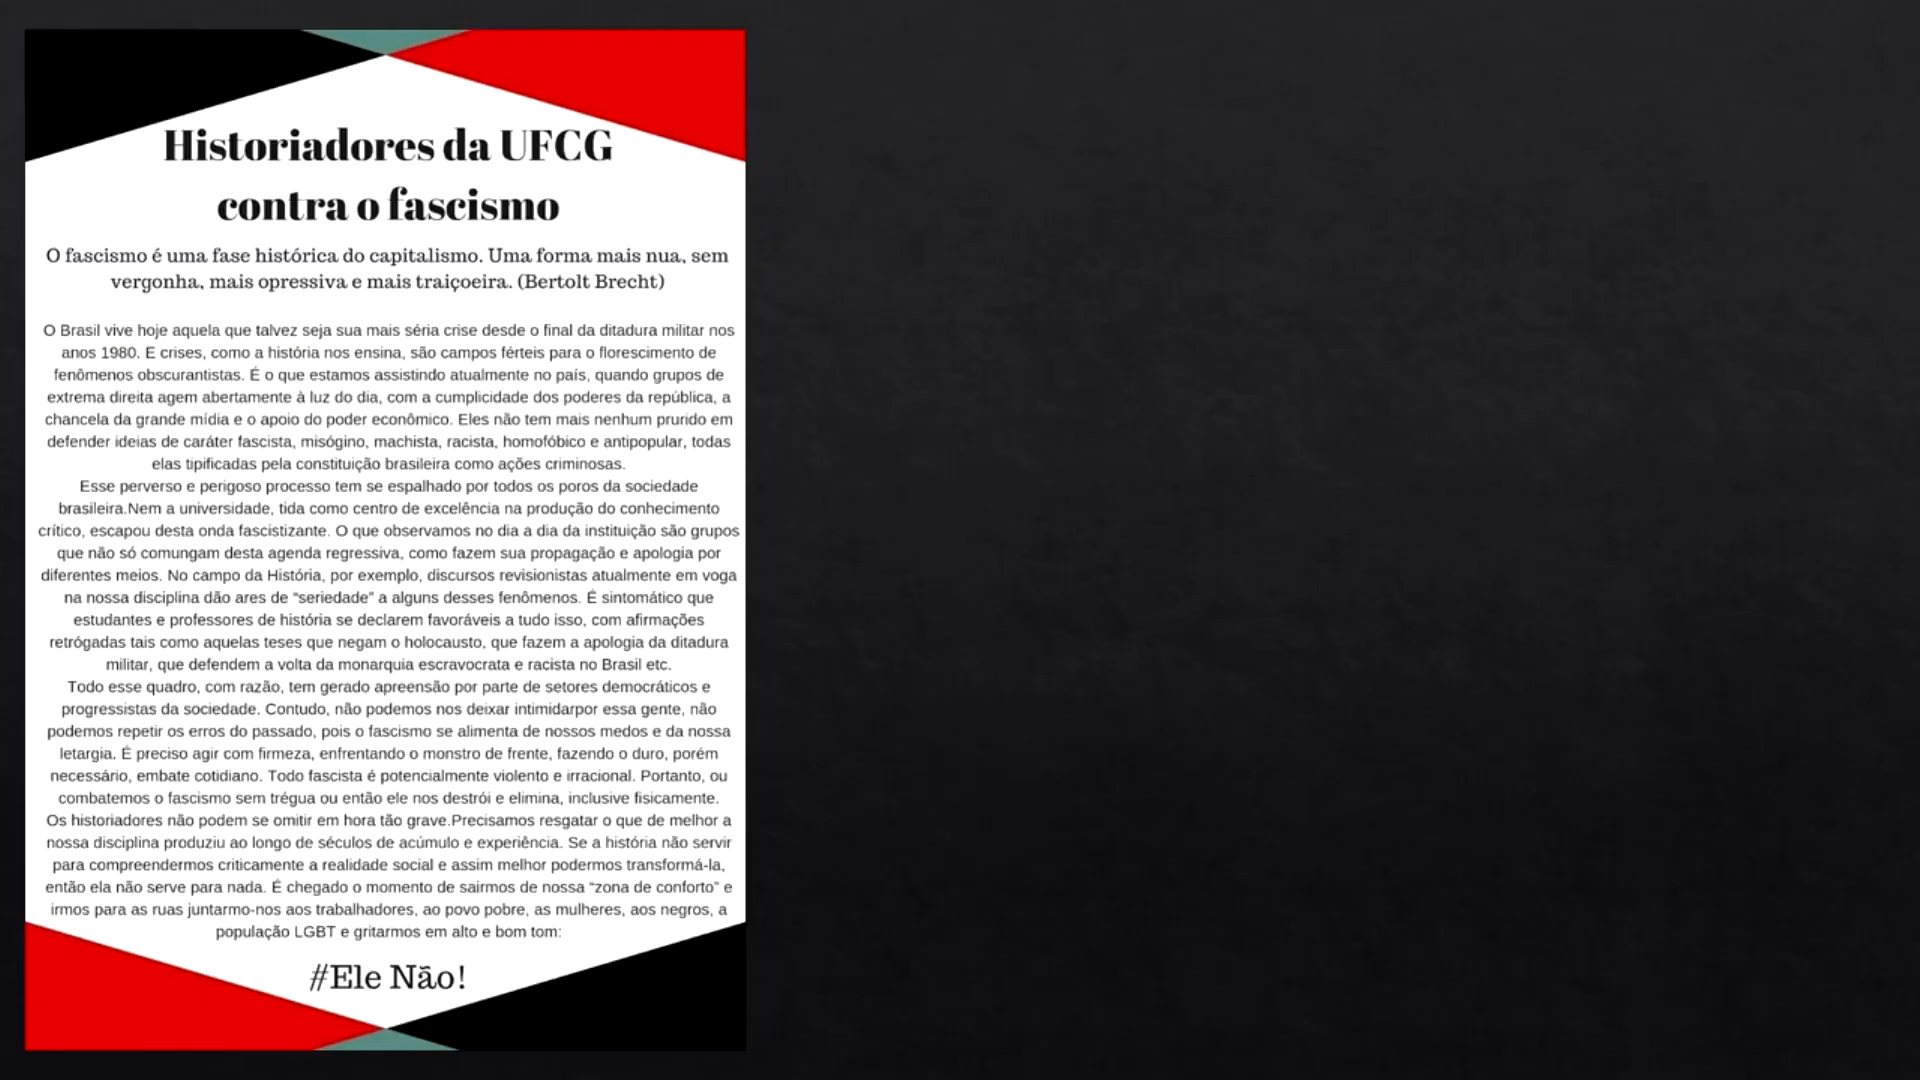 Historiadores da UFCG
contra o fascismo
O fascismo é uma fase histórica do capitalismo. Uma forma mais nua, sem
vergonha, mais opressiva e mais traiçoeira. (Bertolt Brecht)
O Brasil vive hoje aquela que talvez seja sua mais séria crise desde o final da ditadura militar nos
anos 1980. E crises, como a história nos ensina, são campos férteis para o florescimento de
fenômenos obscurantistas. É o que estamos assistindo atualmente no país, quando grupos de
extrema direita agem abertamente à luz do dia, com a cumplicidade dos poderes da república, a
chancela da grande mídia e o apoio do poder econômico. Eles não tem mais nenhum prurido em
defender ideias de caráter fascista, misógino, machista, racista, homofóbico e antipopular, todas
elas tipificadas pela constituição brasileira como ações criminosas.
Esse perverso e perigoso processo tem se espalhado por todos os poros da sociedade
brasileira.Nem a universidade, tida como centro de excelência na produção do conhecimento
crítico, escapou desta onda fascistizante. O que observamos no dia a dia da instituição são grupos
que não só comungam desta agenda regressiva, como fazem sua propagação e apologia por
diferentes meios. No campo da História, por exemplo, discursos revisionistas atualmente em voga
na nossa disciplina dão ares de “seriedade” a alguns desses fenômenos. É sintomático que
estudantes e professores de história se declarem favoráveis a tudo isso, com afirmações
retrógadas tais como aquelas teses que negam o holocausto, que fazem a apologia da ditadura
militar, que defendem a volta da monarquia escravocrata e racista no Brasil etc.
Todo esse quadro, com razão, tem gerado apreensão por parte de setores democráticos e
progressistas da sociedade. Contudo, não podemos nos deixar intimidarpor essa gente, não
podemos repetir os erros do passado, pois o fascismo se alimenta de nossos medos e da nossa
letargia. É preciso agir com firmeza, enfrentando o monstro de frente, fazendo o duro, porém
necessário, embate cotidiano. Todo fascista é potencialmente violento e irracional. Portanto, ou
combatemos o fascismo sem trégua ou então ele nos destrói e elimina, inclusive fisicamente.
Os historiadores não podem se omitir em hora tão grave.Precisamos resgatar o que de melhor a
nossa disciplina produziu ao longo de séculos de acúmulo e experiência. Se a história não servir
para compreendermos criticamente a realidade social e assim melhor podermos transformá-la,
então ela não serve para nada. É chegado o momento de sairmos de nossa “zona de conforto” e
irmos para as ruas juntarmo-nos aos trabalhadores, ao povo pobre, as mulheres, aos negros, a
população LGBT e gritarmos em alto e bom tom:
#Ele Não!